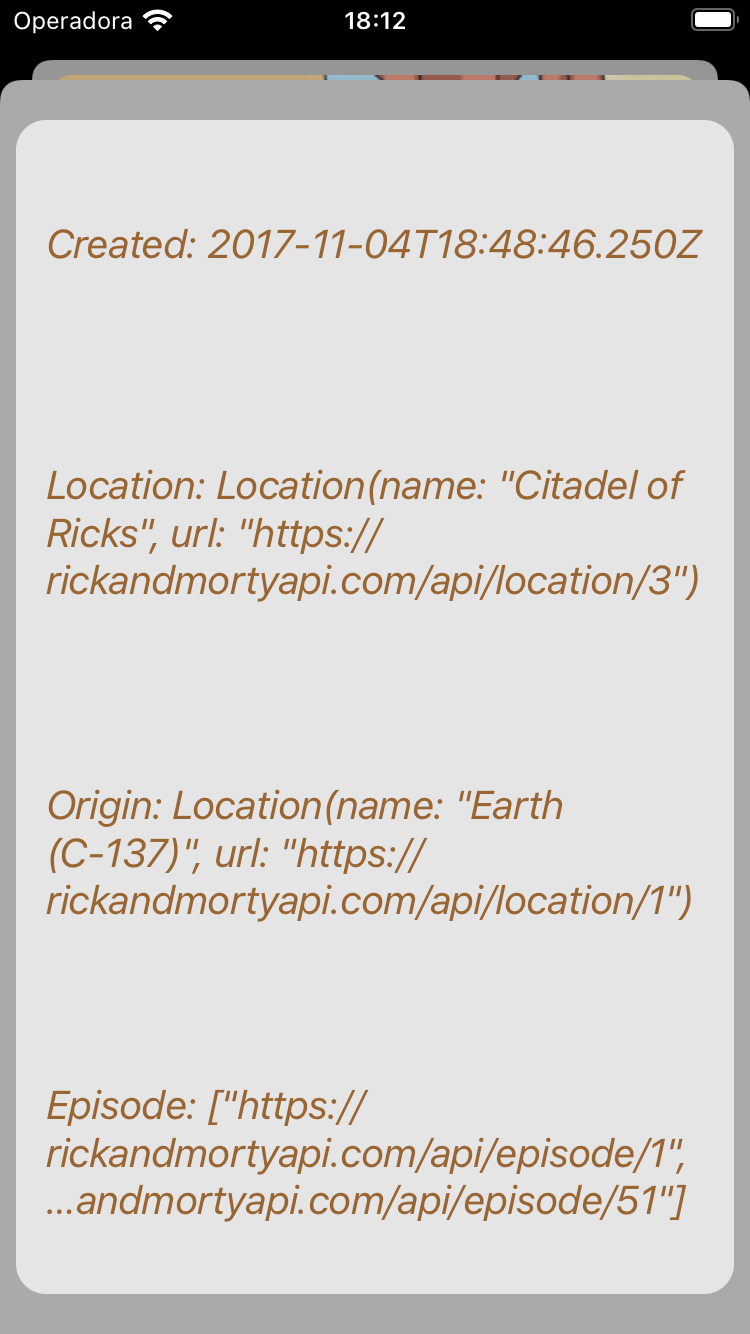 Operadora
18:12
Created: 2017-11-04T18:48:46.250Z
Location: Location(name: "Citadel of
Ricks", url: "https://
rickandmortyapi.com/api/location/3")
Origin: Location(name: "Earth
(C-137)", url: "https://
rickandmortyapi.com/api/location/1")
Episode: ["https://
rickandmortyapi.com/api/episode/1",
...andmortyapi.com/api/episode/51"]